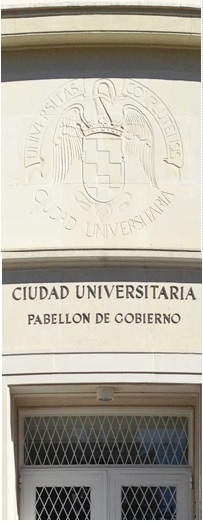 UNIVERSITAS COMPLUTENSIS
CIUDAD UNIVERSITARIA
CIUDAD UNIVERSITARIA
PABELLON DE GOBIERNO